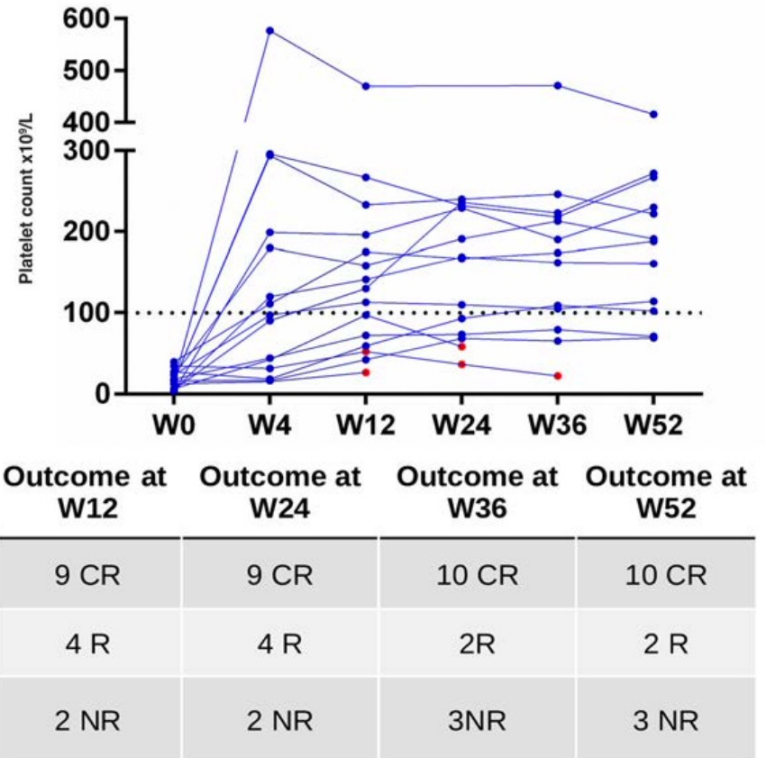 600
500
400
300
200
100
0
Platelet count x10⁹/L
W0 W4 W12 W24 W36 W52
Outcome at W12 Outcome at W24 Outcome at W36 Outcome at W52
9 CR 9 CR 10 CR 10 CR
4 R 4 R 2R 2 R
2 NR 2 NR 3NR 3 NR